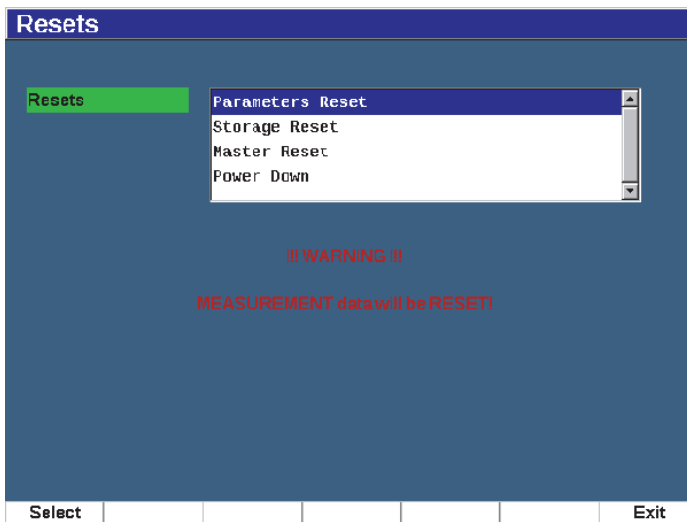 Resets
Resets
Parameters Reset
Storage Reset
Master Reset
Power Down
!!! WARNING !!!
MEASUREMENT data will be RESET!
Select
Exit